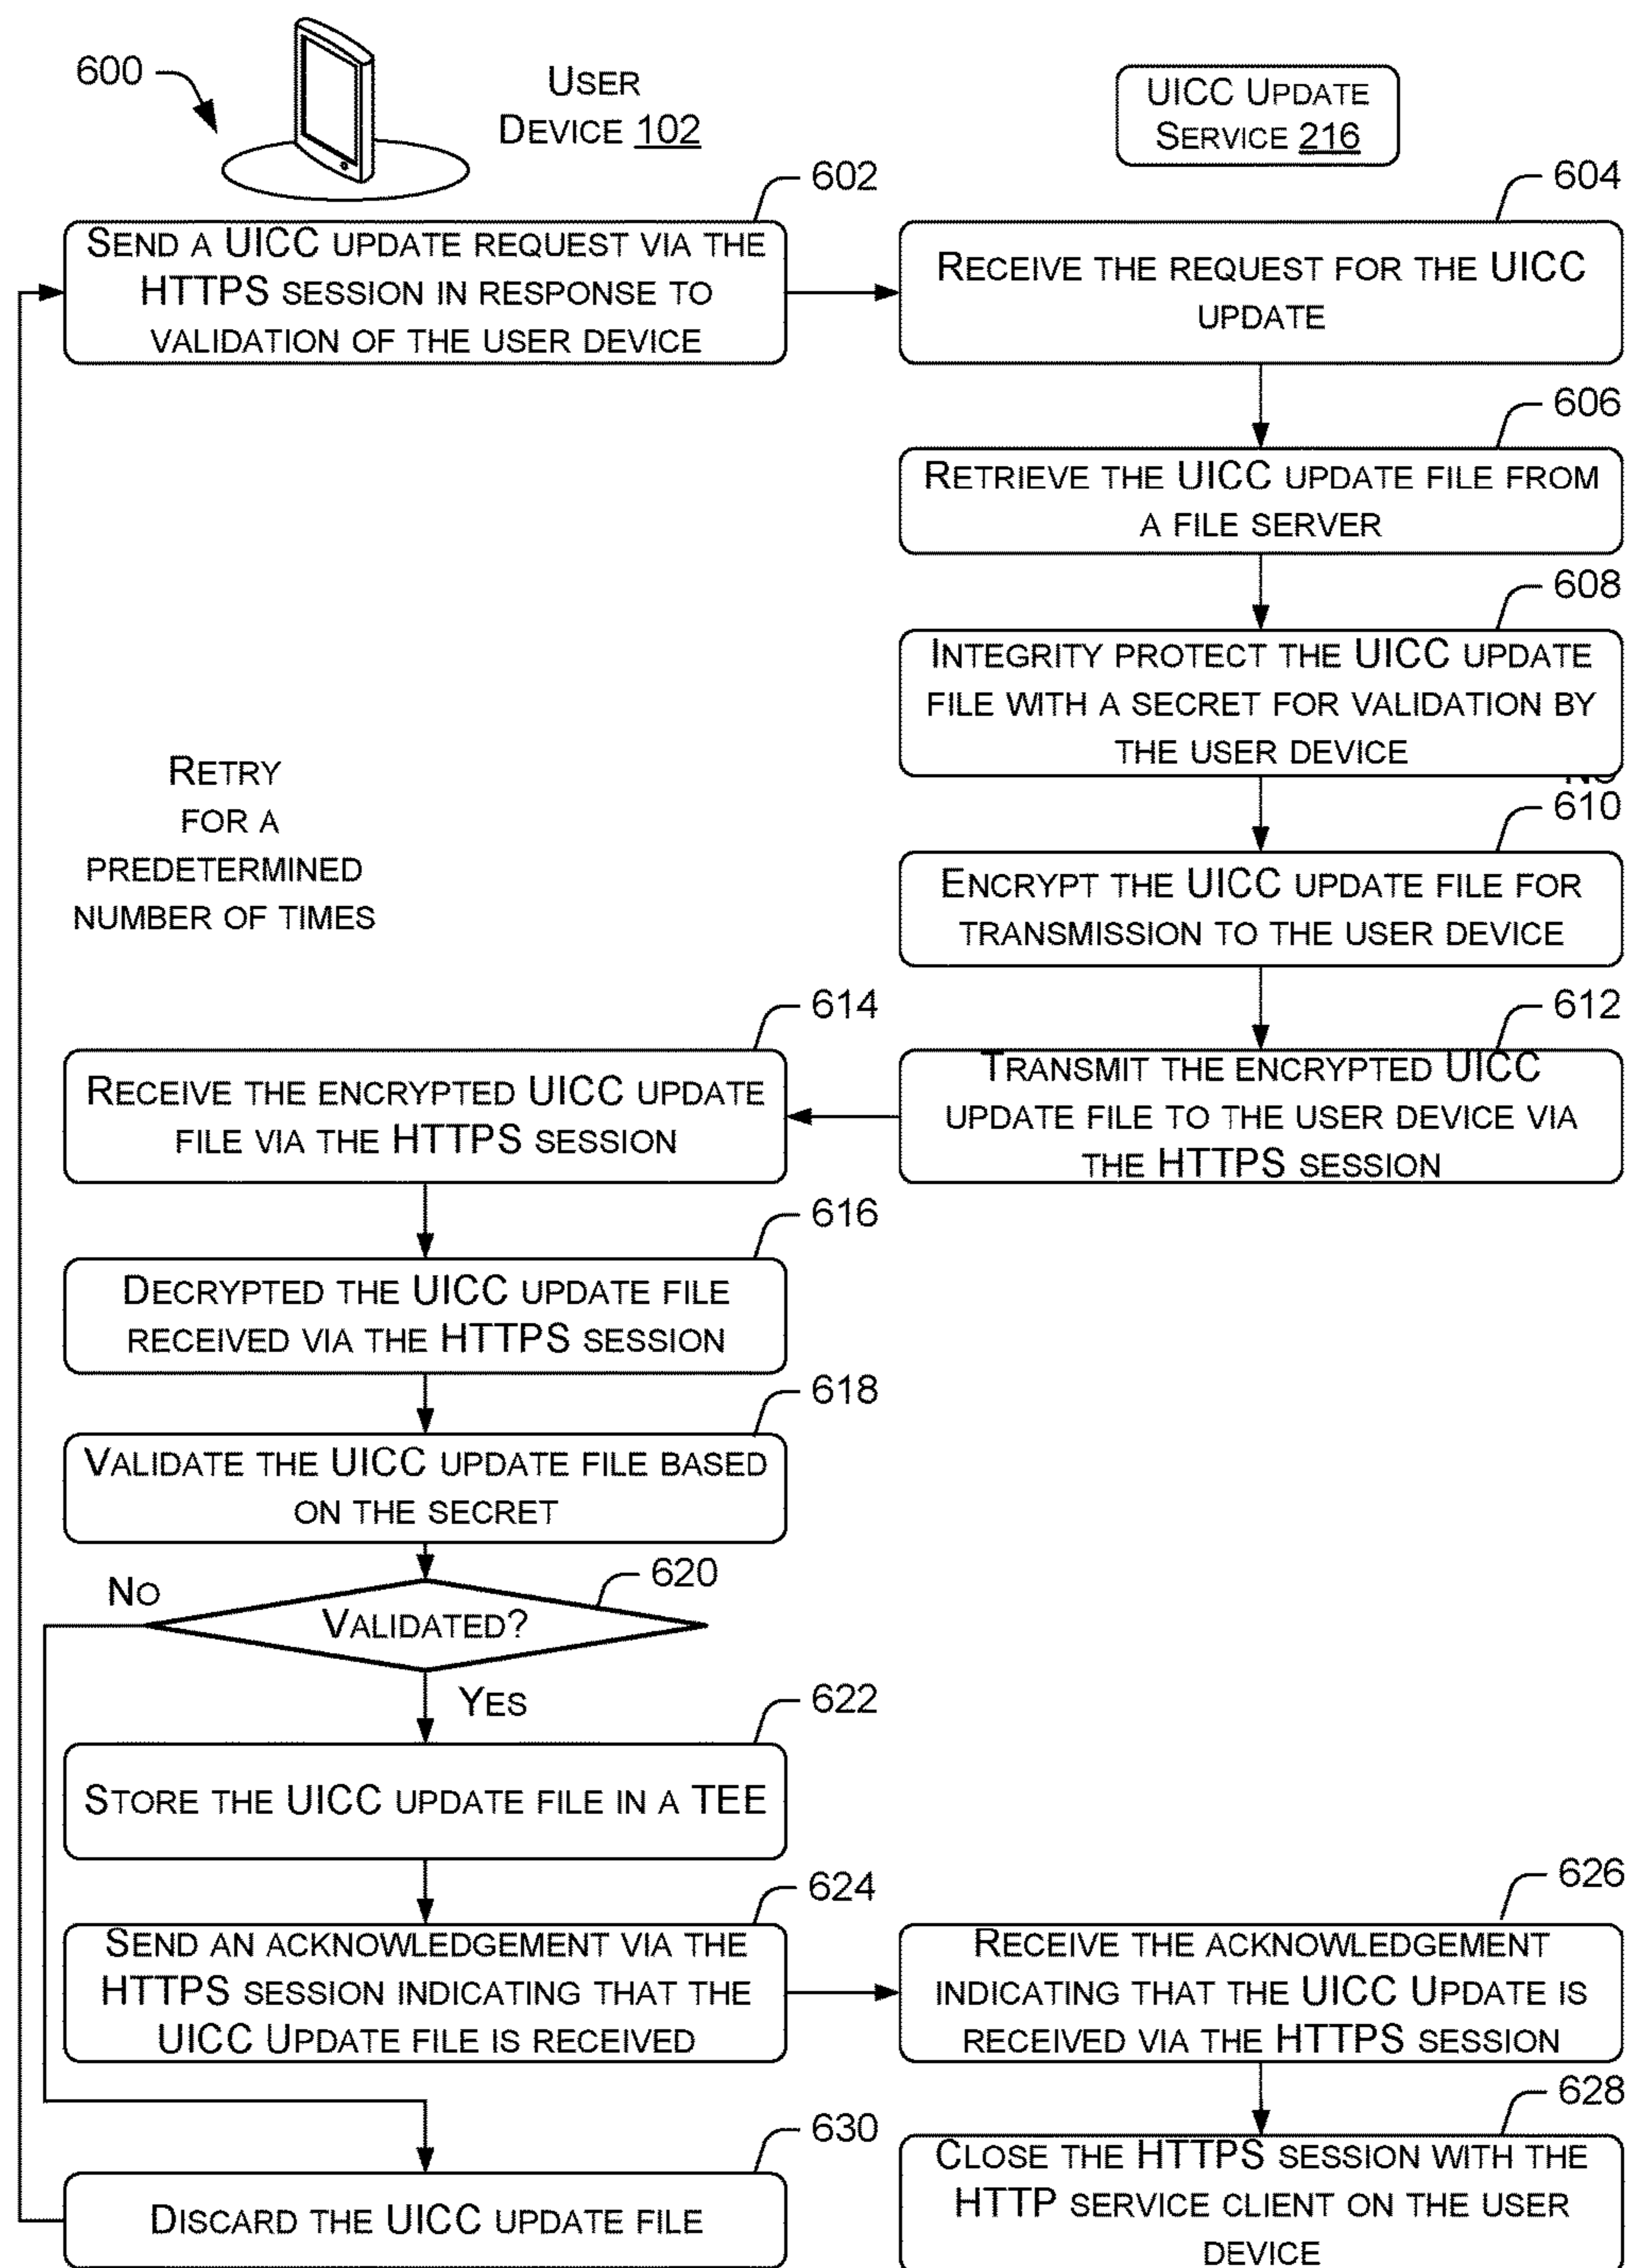 600
USER
DEVICE 102
UICC UPDATE
SERVICE 216
602
SEND A UICC UPDATE REQUEST VIA THE
HTTPS SESSION IN RESPONSE TO
VALIDATION OF THE USER DEVICE
604
RECEIVE THE REQUEST FOR THE UICC
UPDATE
606
RETRIEVE THE UICC UPDATE FILE FROM
A FILE SERVER
608
INTEGRITY PROTECT THE UICC UPDATE
FILE WITH A SECRET FOR VALIDATION BY
THE USER DEVICE
RETRY
FOR A
PREDETERMINED
NUMBER OF TIMES
610
ENCRYPT THE UICC UPDATE FILE FOR
TRANSMISSION TO THE USER DEVICE
612
TRANSMIT THE ENCRYPTED UICC
UPDATE FILE TO THE USER DEVICE VIA
THE HTTPS SESSION
614
RECEIVE THE ENCRYPTED UICC UPDATE
FILE VIA THE HTTPS SESSION
616
DECRYPTED THE UICC UPDATE FILE
RECEIVED VIA THE HTTPS SESSION
618
VALIDATE THE UICC UPDATE FILE BASED
ON THE SECRET
620
NO
VALIDATED?
YES
622
STORE THE UICC UPDATE FILE IN A TEE
624
SEND AN ACKNOWLEDGEMENT VIA THE
HTTPS SESSION INDICATING THAT THE
UICC UPDATE FILE IS RECEIVED
626
RECEIVE THE ACKNOWLEDGEMENT
INDICATING THAT THE UICC UPDATE IS
RECEIVED VIA THE HTTPS SESSION
628
CLOSE THE HTTPS SESSION WITH THE
HTTP SERVICE CLIENT ON THE USER
DEVICE
630
DISCARD THE UICC UPDATE FILE